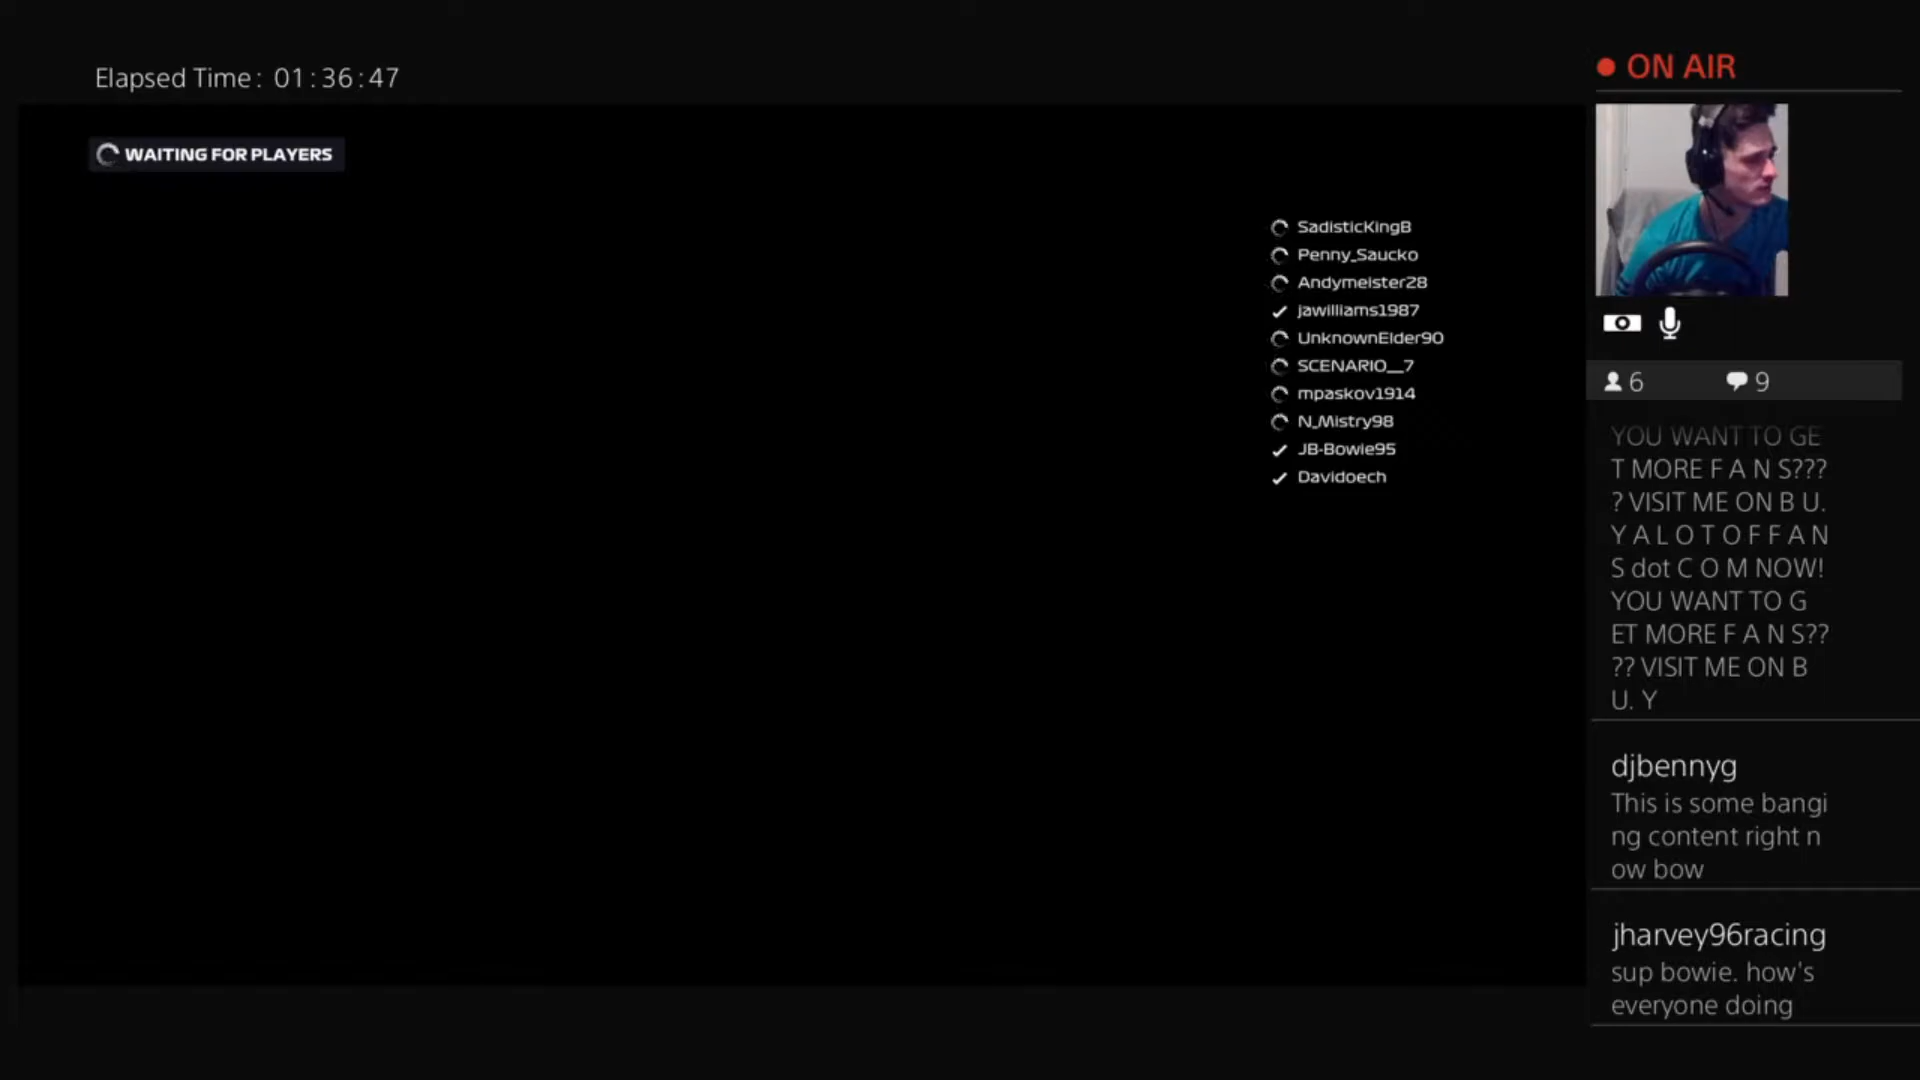 Elapsed Time: 01:36:47
ON AIR
WAITING FOR PLAYERS
SadisticKingB
Penny_Saucko
Andymeister28
jawilliams1987
UnknownElder90
SCENARIO__7
mpaskov1914
N_Mistry98
JB-Bowie95
Davidoech
6 9
YOU WANT TO GE
T MORE F A N S???
? VISIT ME ON B U.
Y A L O T O F F A N
S dot C O M NOW!
YOU WANT TO G
ET MORE F A N S??
?? VISIT ME ON B
U. Y
djbennyg
This is some bangi
ng content right n
ow bow
jharvey96racing
sup bowie. how's
everyone doing